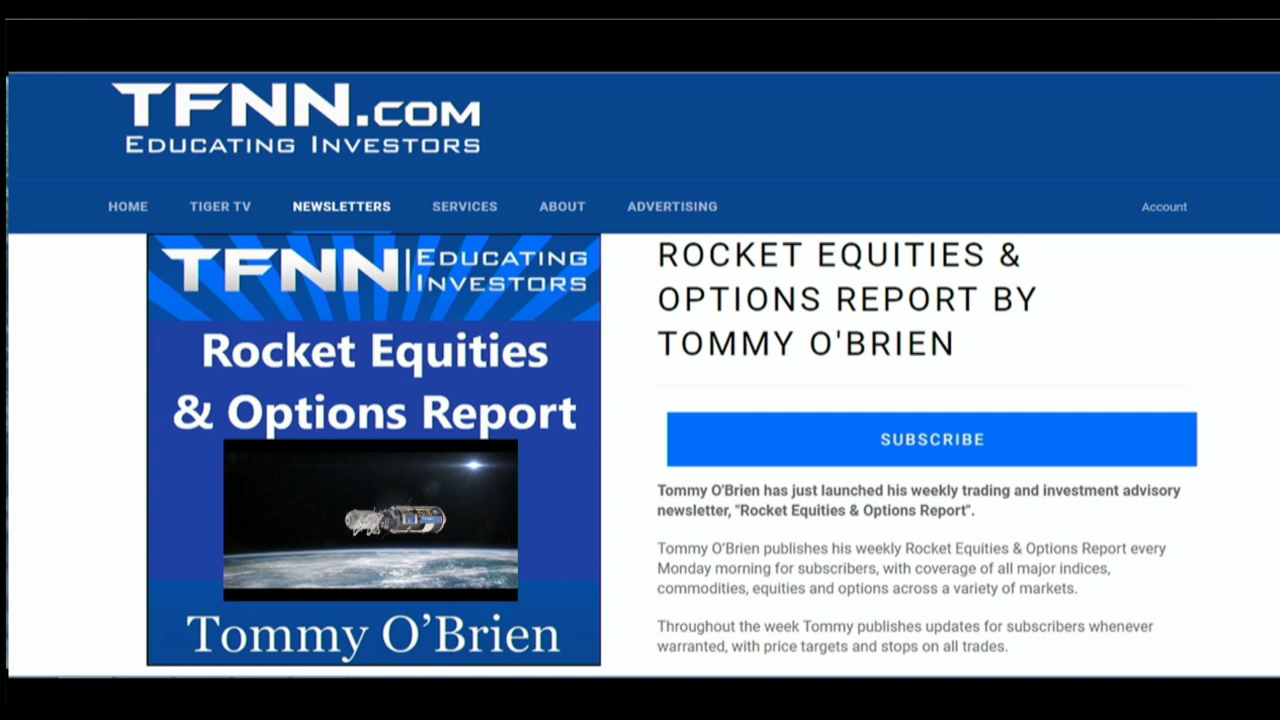 TFNN.COM
EDUCATING INVESTORS
HOME TIGER TV NEWSLETTERS SERVICES ABOUT ADVERTISING Account
TFNN EDUCATING
INVESTORS
Rocket Equities
& Options Report
Tommy O’Brien
ROCKET EQUITIES &
OPTIONS REPORT BY
TOMMY O'BRIEN
SUBSCRIBE
Tommy O'Brien has just launched his weekly trading and investment advisory
newsletter, "Rocket Equities & Options Report".
Tommy O’Brien publishes his weekly Rocket Equities & Options Report every
Monday morning for subscribers, with coverage of all major indices,
commodities, equities and options across a variety of markets.
Throughout the week Tommy publishes updates for subscribers whenever
warranted, with price targets and stops on all trades.